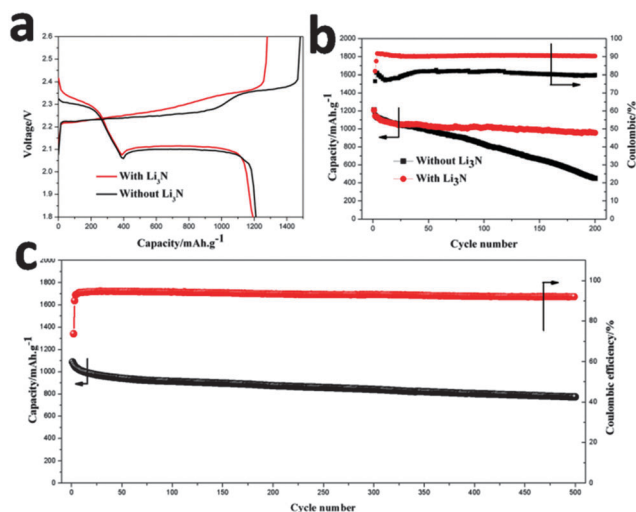 a
2.6
2.5
2.4
2.3
2.2
2.1
2.0
1.9
1.8
Voltage/V
With Li3N
Without Li3N
0 200 400 600 800 1000 1200 1400
Capacity/mAh.g-1
b
2000
1800
1600
1400
1200
1000
800
600
400
200
0
Capacity/mAh.g-1
Without Li3N
With Li3N
100
90
80
70
60
50
40
30
20
10
0
Coulombic/%
0 50 100 150 200
Cycle number
c
2000
1800
1600
1400
1200
1000
800
600
400
200
0
Capacity/mAh.g-1
100
80
60
40
20
0
Coulombic efficiency/%
0 50 100 150 200 250 300 350 400 450 500
Cycle number